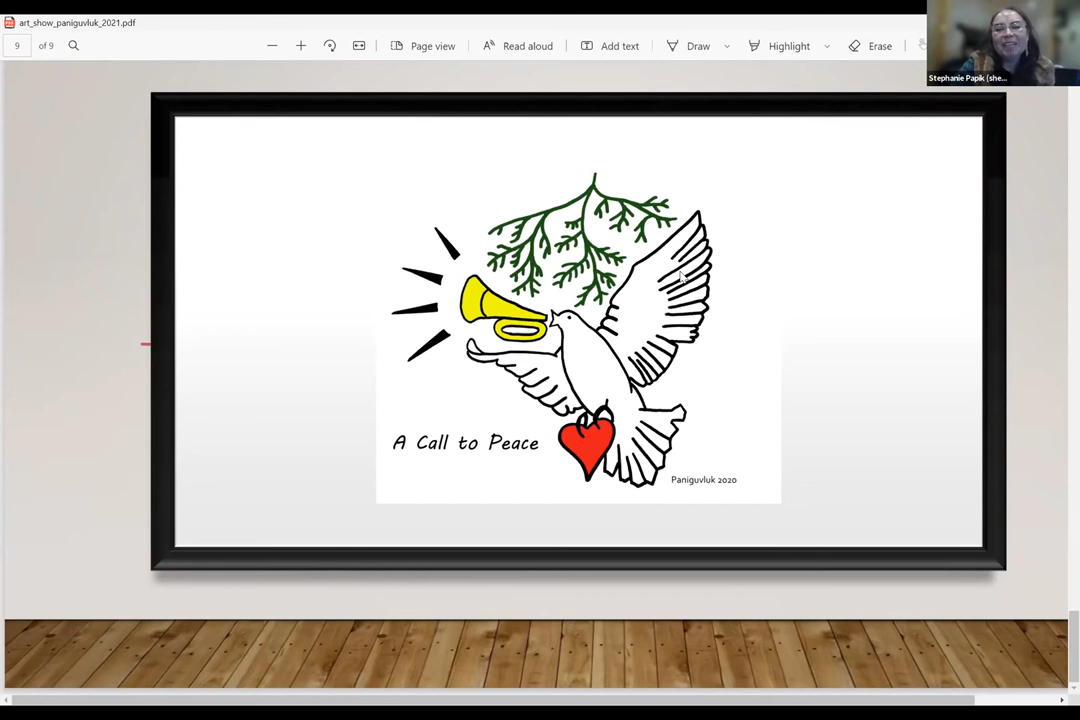 art_show_paniguvluk_2021.pdf
9 of 9 Page view Read aloud Add text Draw Highlight Erase
Stephanie Papik (she...
A Call to Peace
Paniguvluk 2020